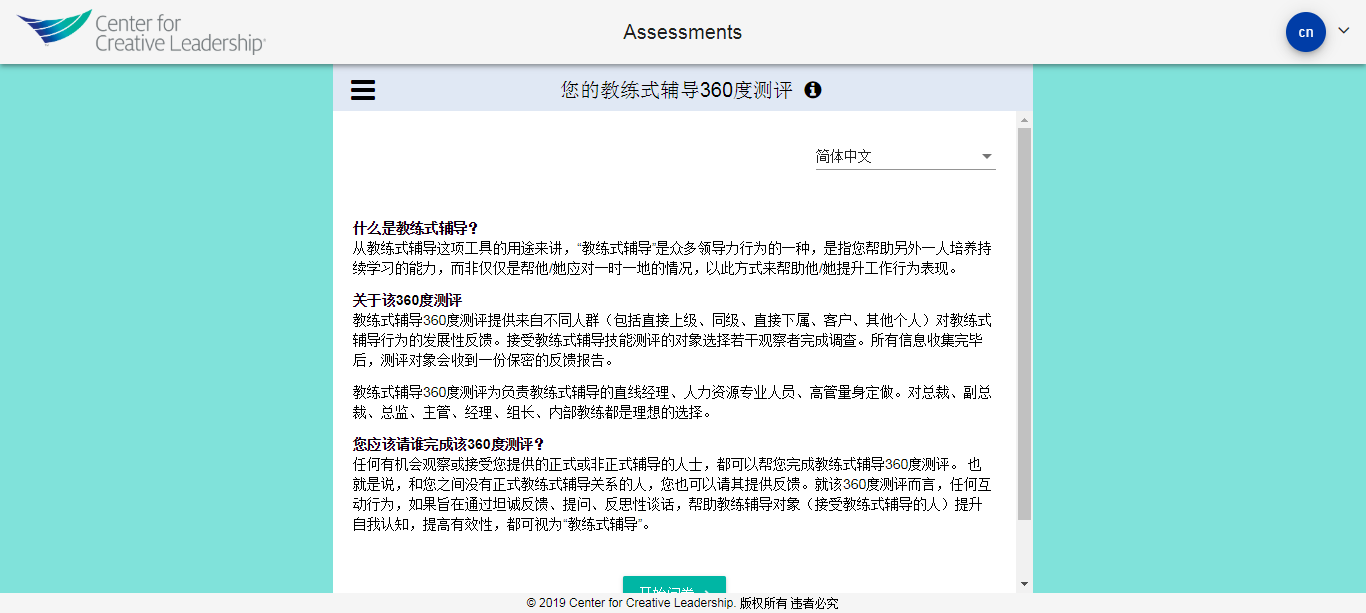 Center for
Creative Leadership®
Assessments
cn
您的教练式辅导360度测评
简体中文
什么是教练式辅导？
从教练式辅导这项工具的用途来讲，“教练式辅导”是众多领导力行为的一种，是指您帮助另外一人培养持
续学习的能力，而非仅仅是帮他/她应对一时一地的情况，以此方式来帮助他/她提升工作行为表现。
关于该360度测评
教练式辅导360度测评提供来自不同人群（包括直接上级、同级、直接下属、客户、其他个人）对教练式
辅导行为的发展性反馈。接受教练式辅导技能测评的对象选择若干观察者完成调查。所有信息收集完毕
后，测评对象会收到一份保密的反馈报告。
教练式辅导360度测评为负责教练式辅导的直线经理、人力资源专业人员、高管量身定做。对总裁、副总
裁、总监、主管、经理、组长、内部教练都是理想的选择。
您应该请谁完成该360度测评？
任何有机会观察或接受您提供的正式或非正式辅导的人士，都可以帮您完成教练式辅导360度测评。 也
就是说，和您之间没有正式教练式辅导关系的人，您也可以请其提供反馈。就该360度测评而言，任何互
动行为，如果旨在通过坦诚反馈、提问、反思性谈话，帮助教练辅导对象（接受教练式辅导的人）提升
自我认知，提高有效性，都可视为“教练式辅导”。
开始问卷
© 2019 Center for Creative Leadership. 版权所有 违者必究